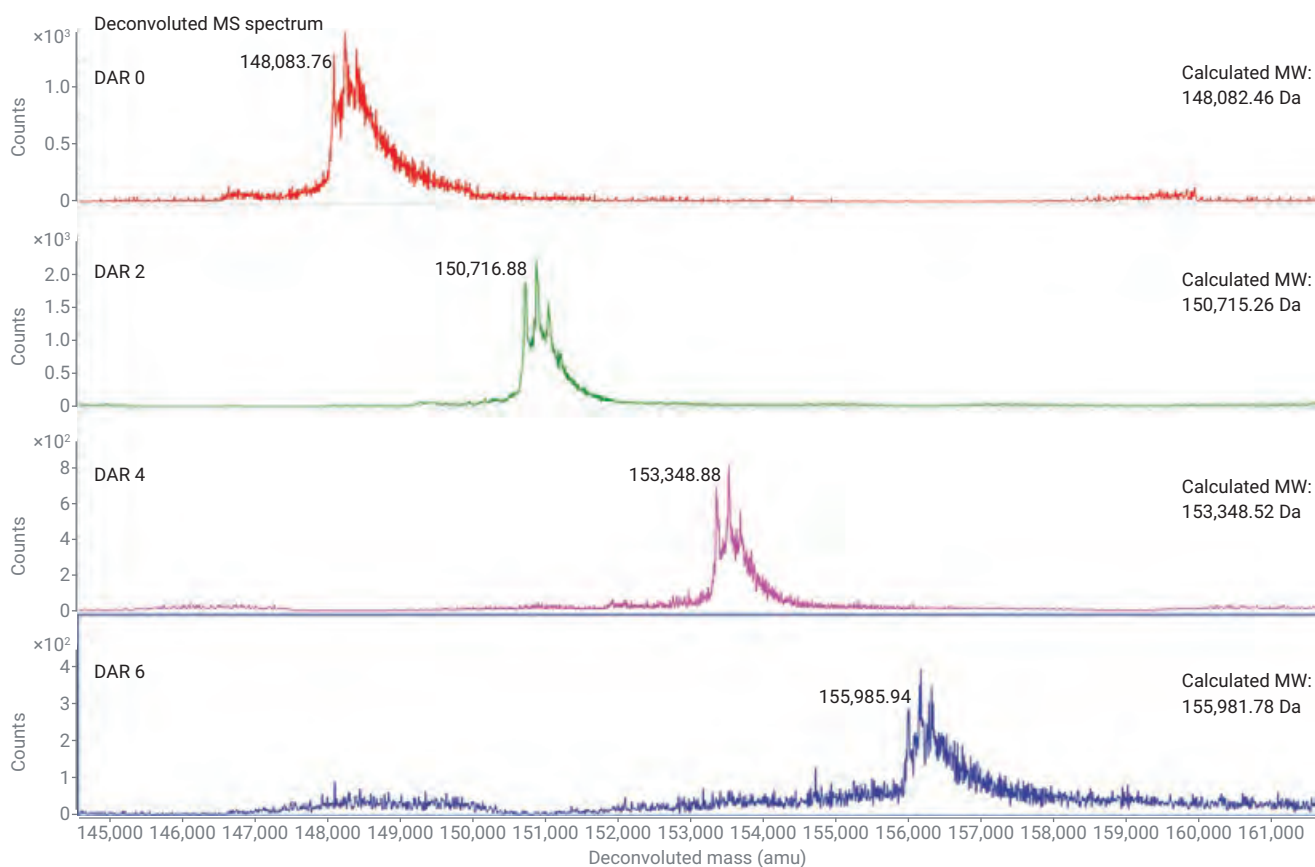 Deconvoluted MS spectrum
×10³
DAR 0
148,083.76
Calculated MW:
148,082.46 Da
Counts
1.0
0.5
0
×10³
DAR 2
150,716.88
Calculated MW:
150,715.26 Da
Counts
2.0
1.5
1.0
0.5
0
×10²
DAR 4
153,348.88
Calculated MW:
153,348.52 Da
Counts
8
6
4
2
0
×10²
DAR 6
155,985.94
Calculated MW:
155,981.78 Da
Counts
4
3
2
1
0
145,000 146,000 147,000 148,000 149,000 150,000 151,000 152,000 153,000 154,000 155,000 156,000 157,000 158,000 159,000 160,000 161,000
Deconvoluted mass (amu)